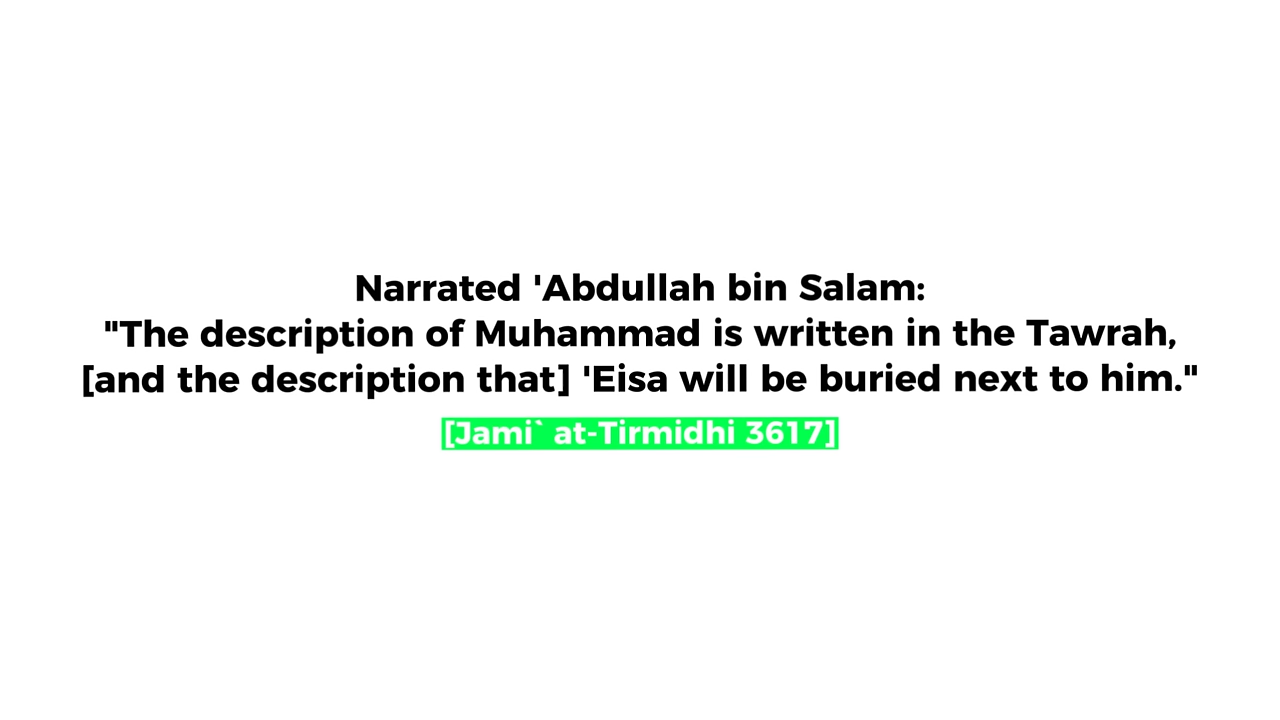 Narrated 'Abdullah bin Salam:
"The description of Muhammad is written in the Tawrah,
[and the description that] 'Eisa will be buried next to him."
[Jami` at-Tirmidhi 3617]